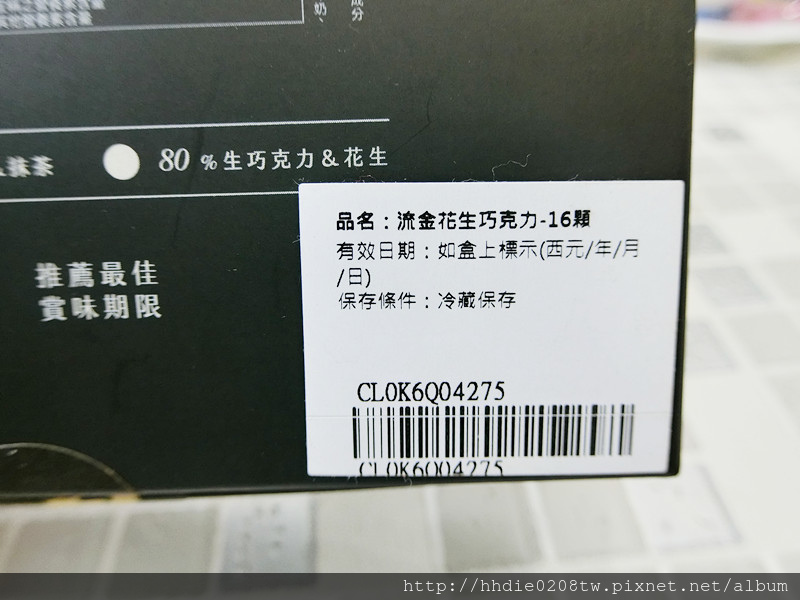 成分
奶、
抹茶
80 %生巧克力&花生
推薦最佳
賞味期限
品名：流金花生巧克力-16顆
有效日期：如盒上標示(西元/年/月
/日)
保存條件：冷藏保存
CL0K6Q04275
CL0K6Q04275
http://hhdie0208tw.pixnet.net/album